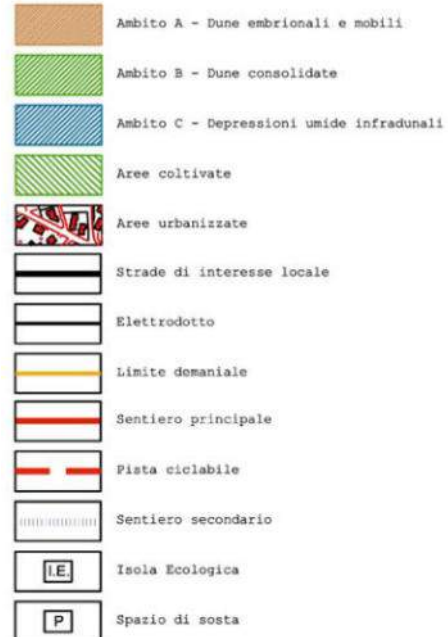 Ambito A - Dune embrionali e mobili
Ambito B - Dune consolidate
Ambito C - Depressioni umide infradunali
Aree coltivate
Aree urbanizzate
Strade di interesse locale
Elettrodotto
Limite demaniale
Sentiero principale
Pista ciclabile
Sentiero secondario
I.E. Isola Ecologica
P Spazio di sosta